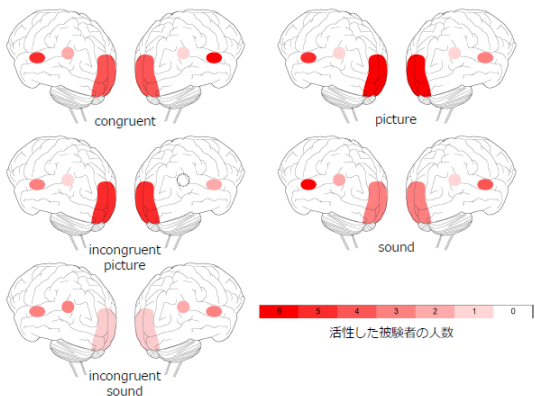 congruent
picture
incongruent
picture
sound
6 5 4 3 2 1 0
活性した被験者の人数
incongruent
sound